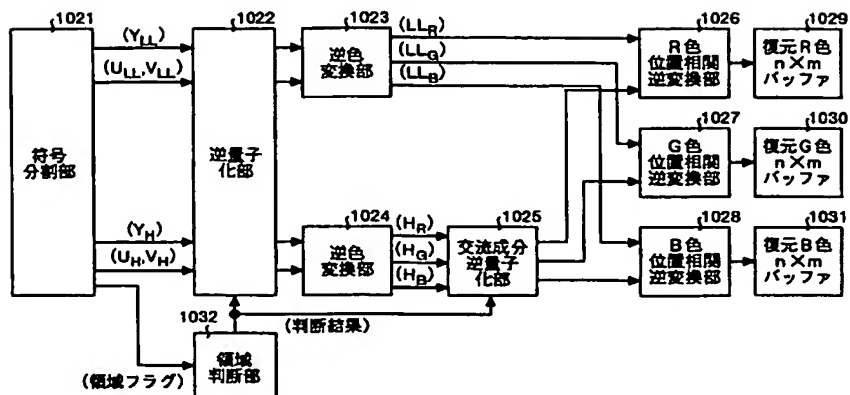 1021
1022
1023
1026
1029
(Y_LL)
(U_LL,V_LL)
(LL_R)
(LL_G)
(LL_B)
符号
分割部
逆量子
化部
逆色
変換部
R色
位置相関
逆変換部
復元R色
n×m
バッファ
1027
1030
G色
位置相関
逆変換部
復元G色
n×m
バッファ
1024
1025
1028
1031
(Y_H)
(U_H,V_H)
(H_R)
(H_G)
(H_B)
逆色
変換部
交流成分
逆量子
化部
B色
位置相関
逆変換部
復元B色
n×m
バッファ
1032
(判断結果)
(領域フラグ)
領域
判断部